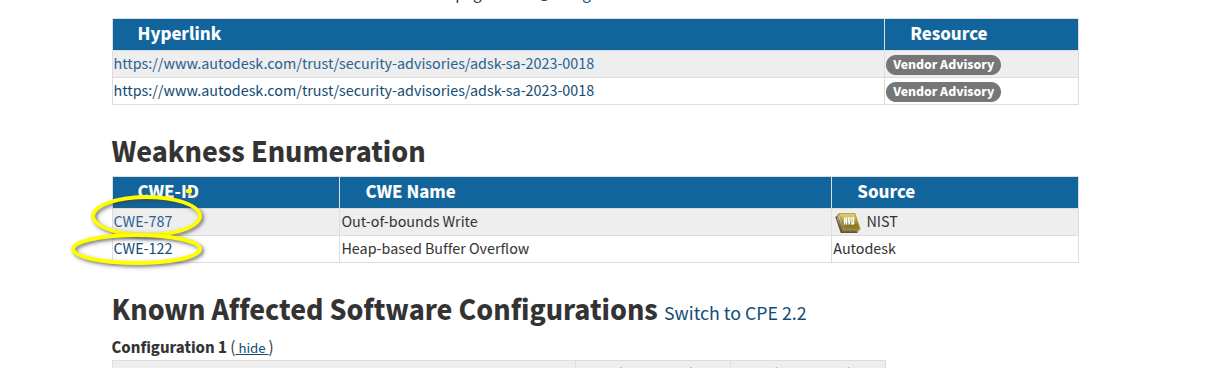 Hyperlink Resource
https://www.autodesk.com/trust/security-advisories/adsk-sa-2023-0018 Vendor Advisory
https://www.autodesk.com/trust/security-advisories/adsk-sa-2023-0018 Vendor Advisory
Weakness Enumeration
CWE-ID CWE Name Source
CWE-787 Out-of-bounds Write NVD NIST
CWE-122 Heap-based Buffer Overflow Autodesk
Known Affected Software Configurations Switch to CPE 2.2
Configuration 1 ( hide )